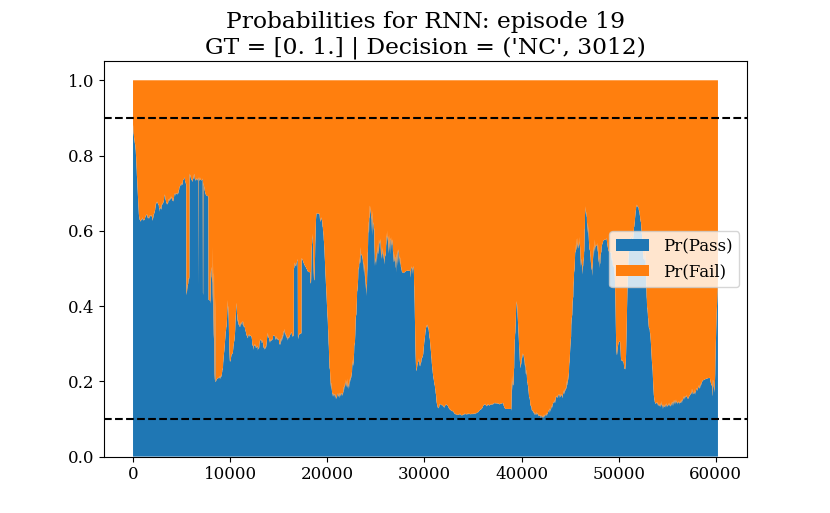 Probabilities for RNN: episode 19
GT = [0. 1.] | Decision = ('NC', 3012)
1.0
0.8
0.6
0.4
0.2
0.0
Pr(Pass)
Pr(Fail)
0 10000 20000 30000 40000 50000 60000